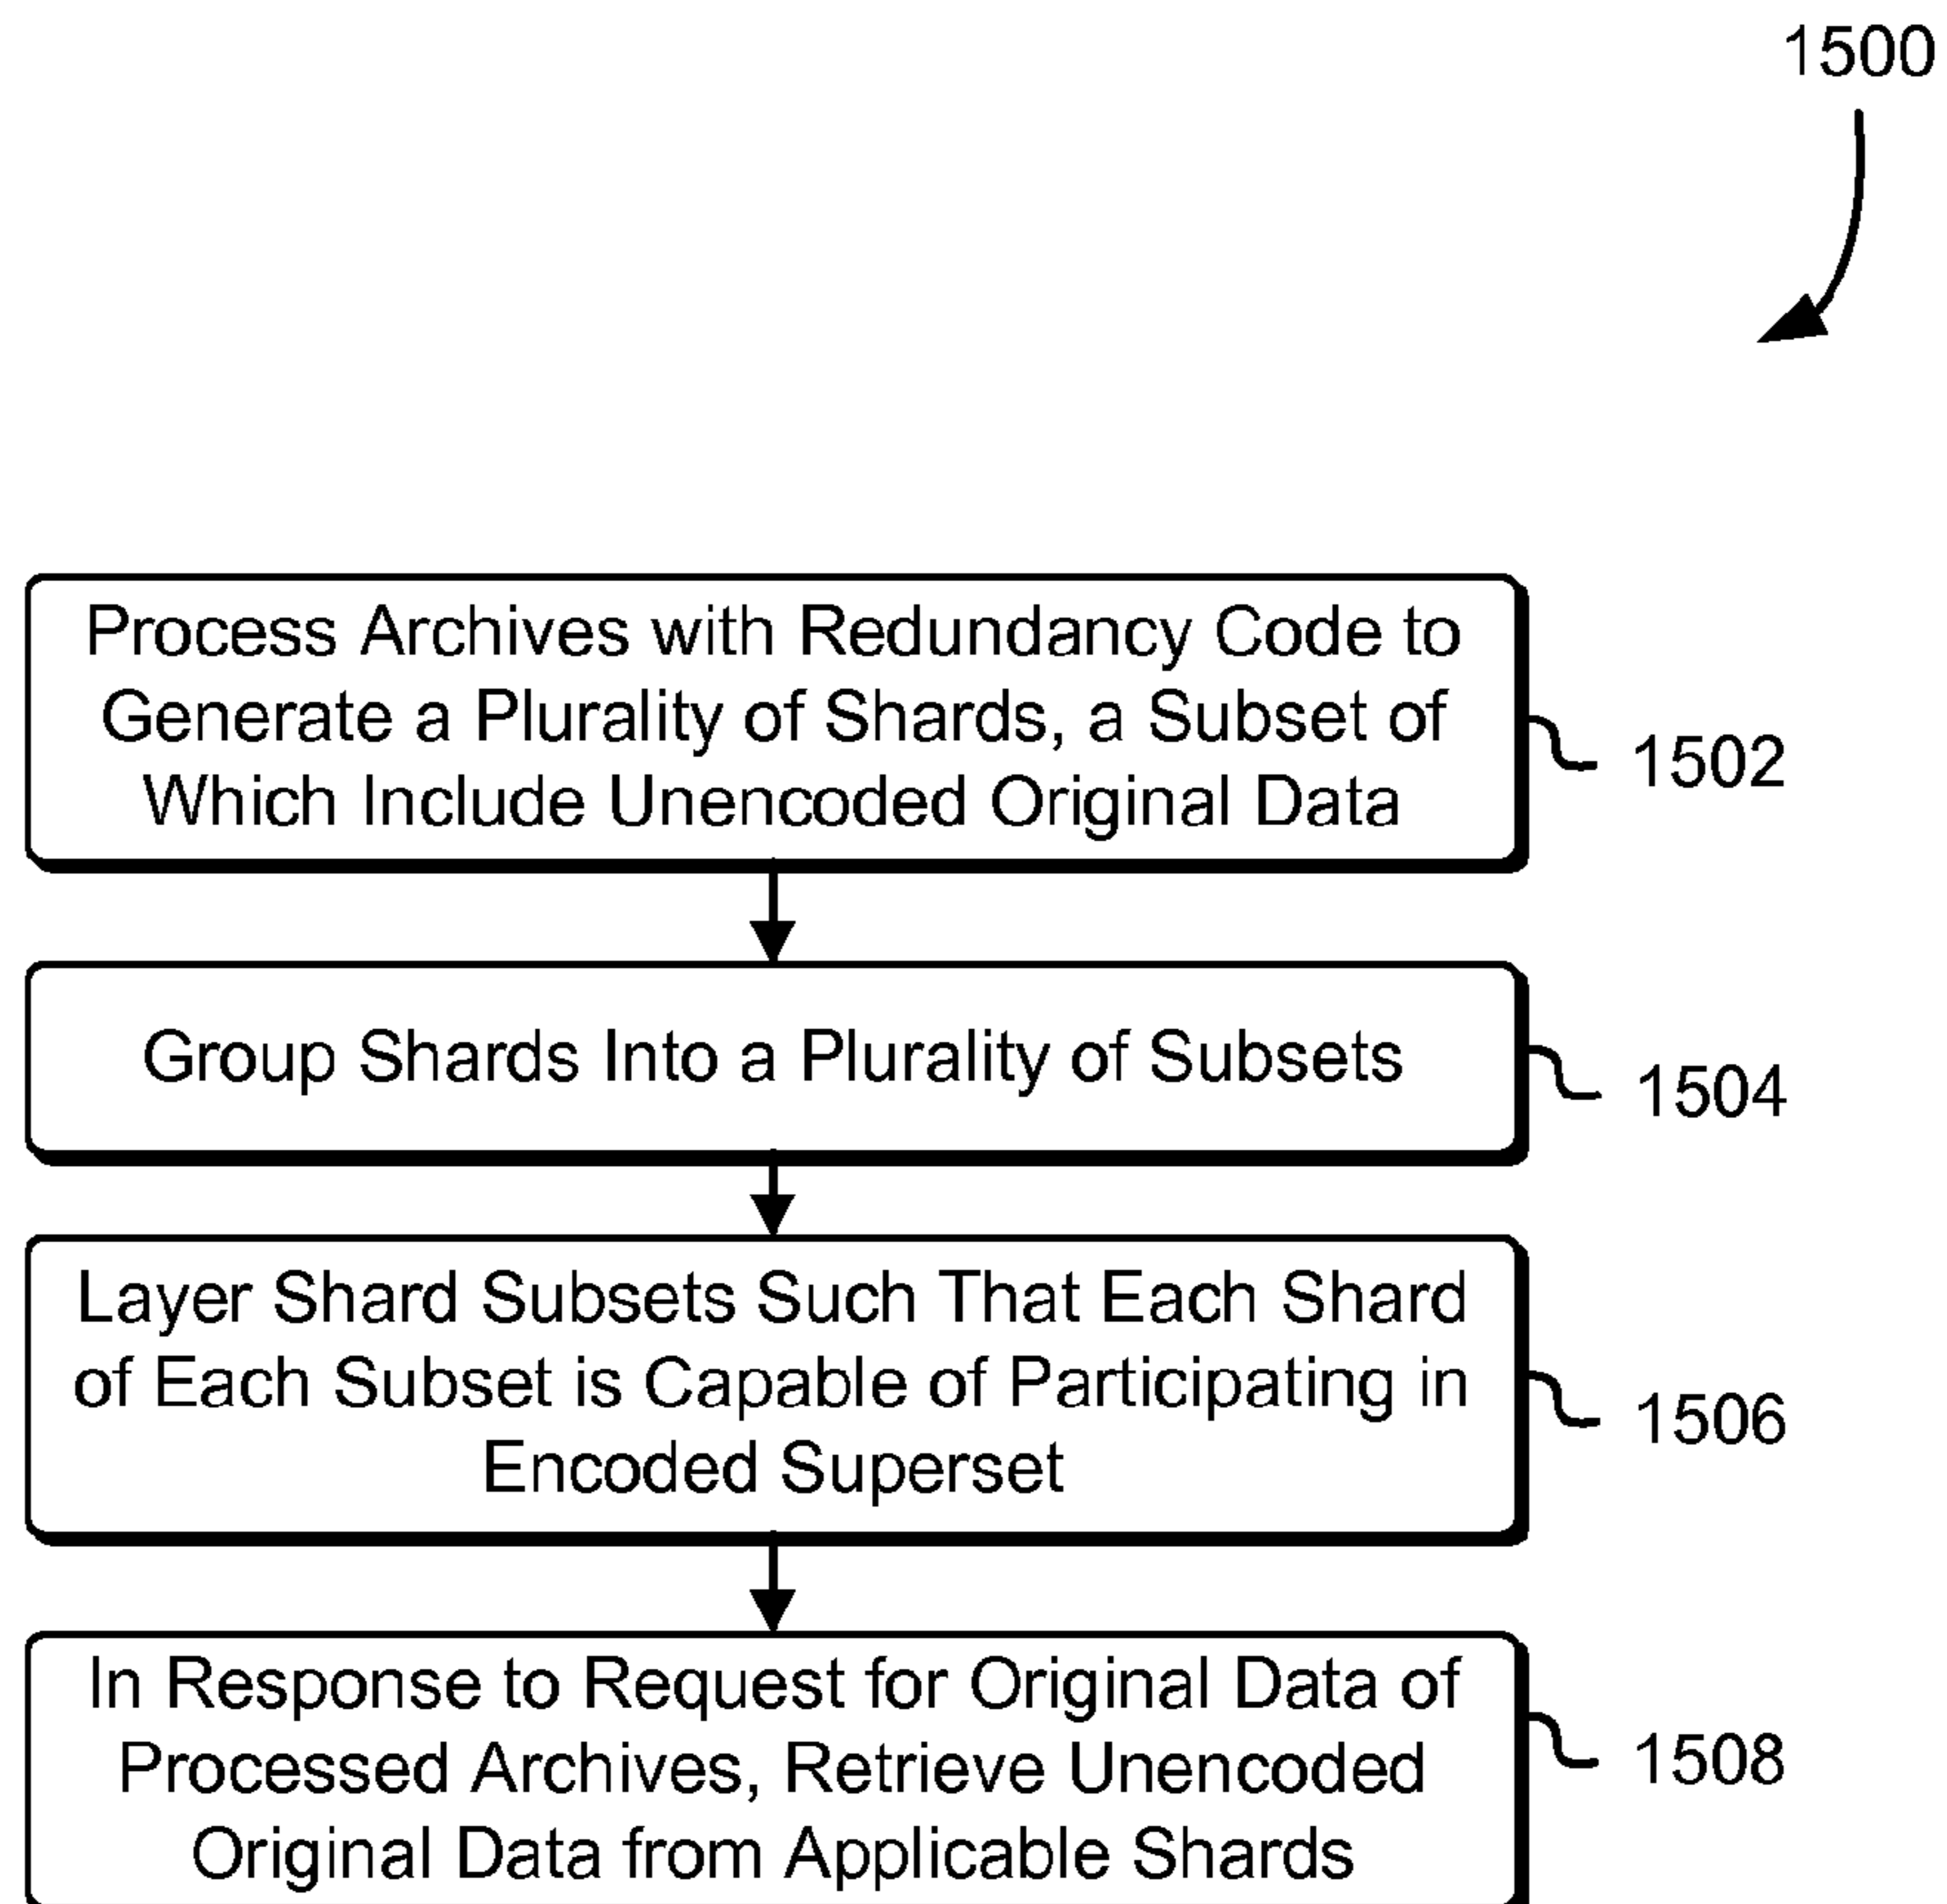 1500
Process Archives with Redundancy Code to
Generate a Plurality of Shards, a Subset of
Which Include Unencoded Original Data
1502
Group Shards Into a Plurality of Subsets
1504
Layer Shard Subsets Such That Each Shard
of Each Subset is Capable of Participating in
Encoded Superset
1506
In Response to Request for Original Data of
Processed Archives, Retrieve Unencoded
Original Data from Applicable Shards
1508